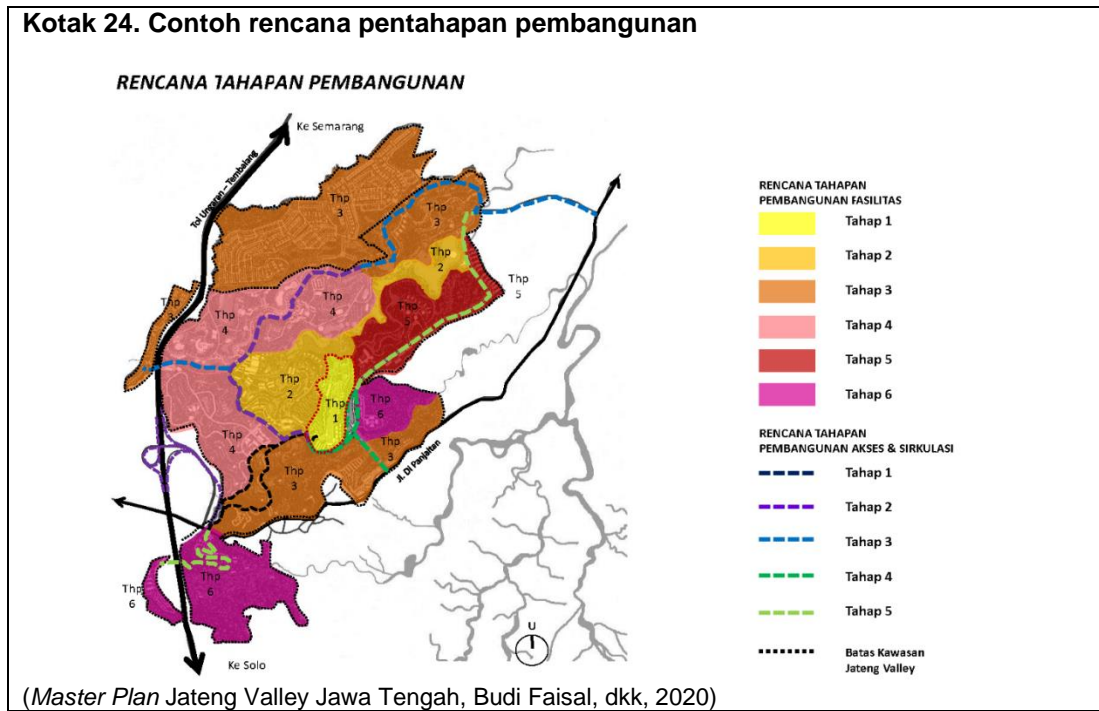 Kotak 24. Contoh rencana pentahapan pembangunan
RENCANA TAHAPAN PEMBANGUNAN
Ke Semarang
Tol Ungaran – Tembalang
Thp
3
Thp
3
Thp
2
Thp
5
Thp
3
Thp
4
Thp
4
Thp
5
Thp
2
Thp
1
Thp
6
Thp
4
Thp
3
Thp
3
Jl. DI Panjaitan
Thp
6
Thp
6
Ke Solo
U
RENCANA TAHAPAN
PEMBANGUNAN FASILITAS
Tahap 1
Tahap 2
Tahap 3
Tahap 4
Tahap 5
Tahap 6
RENCANA TAHAPAN
PEMBANGUNAN AKSES & SIRKULASI
Tahap 1
Tahap 2
Tahap 3
Tahap 4
Tahap 5
Batas Kawasan
Jateng Valley
(Master Plan Jateng Valley Jawa Tengah, Budi Faisal, dkk, 2020)